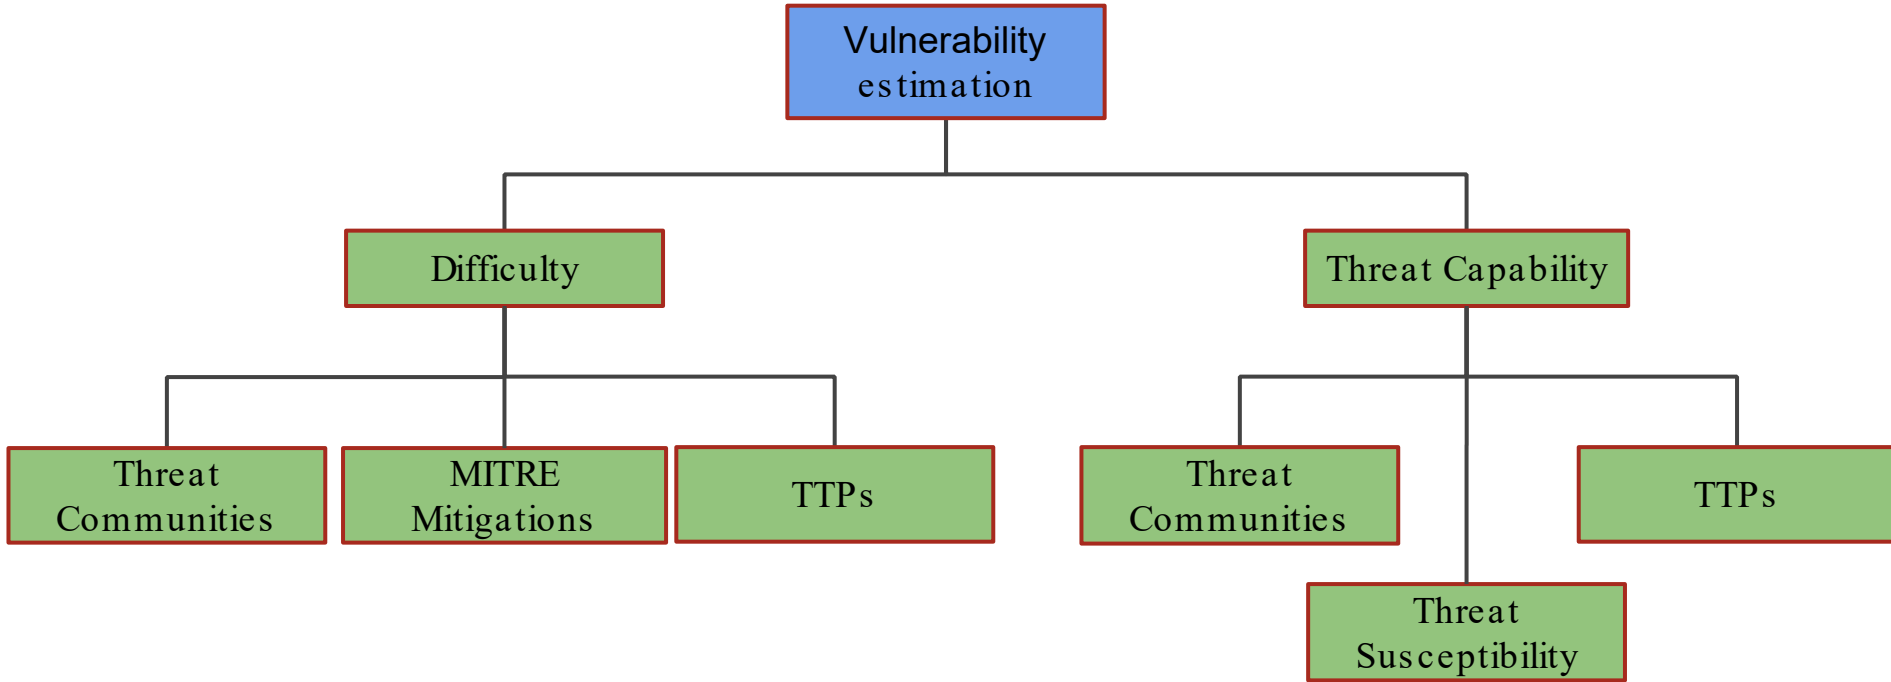 Vulnerability
estimation
Difficulty
Threat Capability
Threat
Communities
MITRE
Mitigations
TTPs
Threat
Communities
TTPs
Threat
Susceptibility